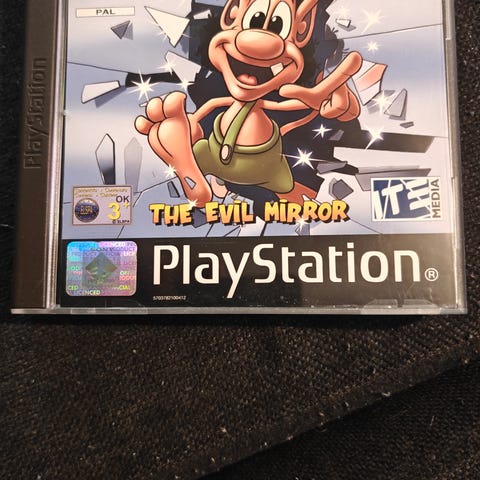 PAL
PlayStation
OK
3+
THE EVIL MIRROR
ITE
MEDIA
PlayStation®
5703782100412